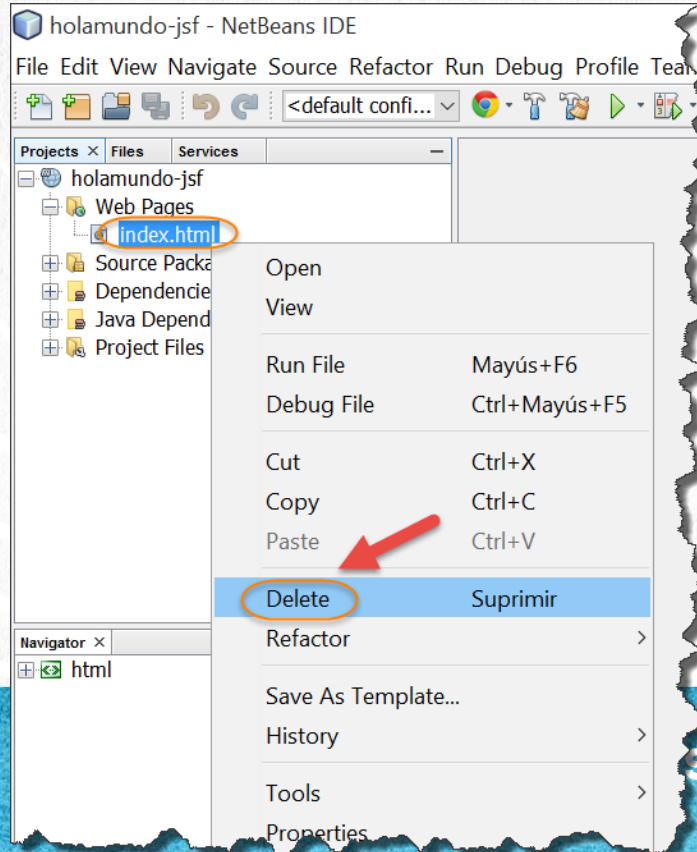 holamundo-jsf - NetBeans IDE
File Edit View Navigate Source Refactor Run Debug Profile Tean
<default confi...
Projects Files Services
holamundo-jsf
Web Pages
index.html
Source Packa
Dependencie
Java Depend
Project Files
Open
View
Run File Mayús+F6
Debug File Ctrl+Mayús+F5
Cut Ctrl+X
Copy Ctrl+C
Paste Ctrl+V
Delete Suprimir
Refactor
Save As Template...
History
Tools
Properties
Navigator
html